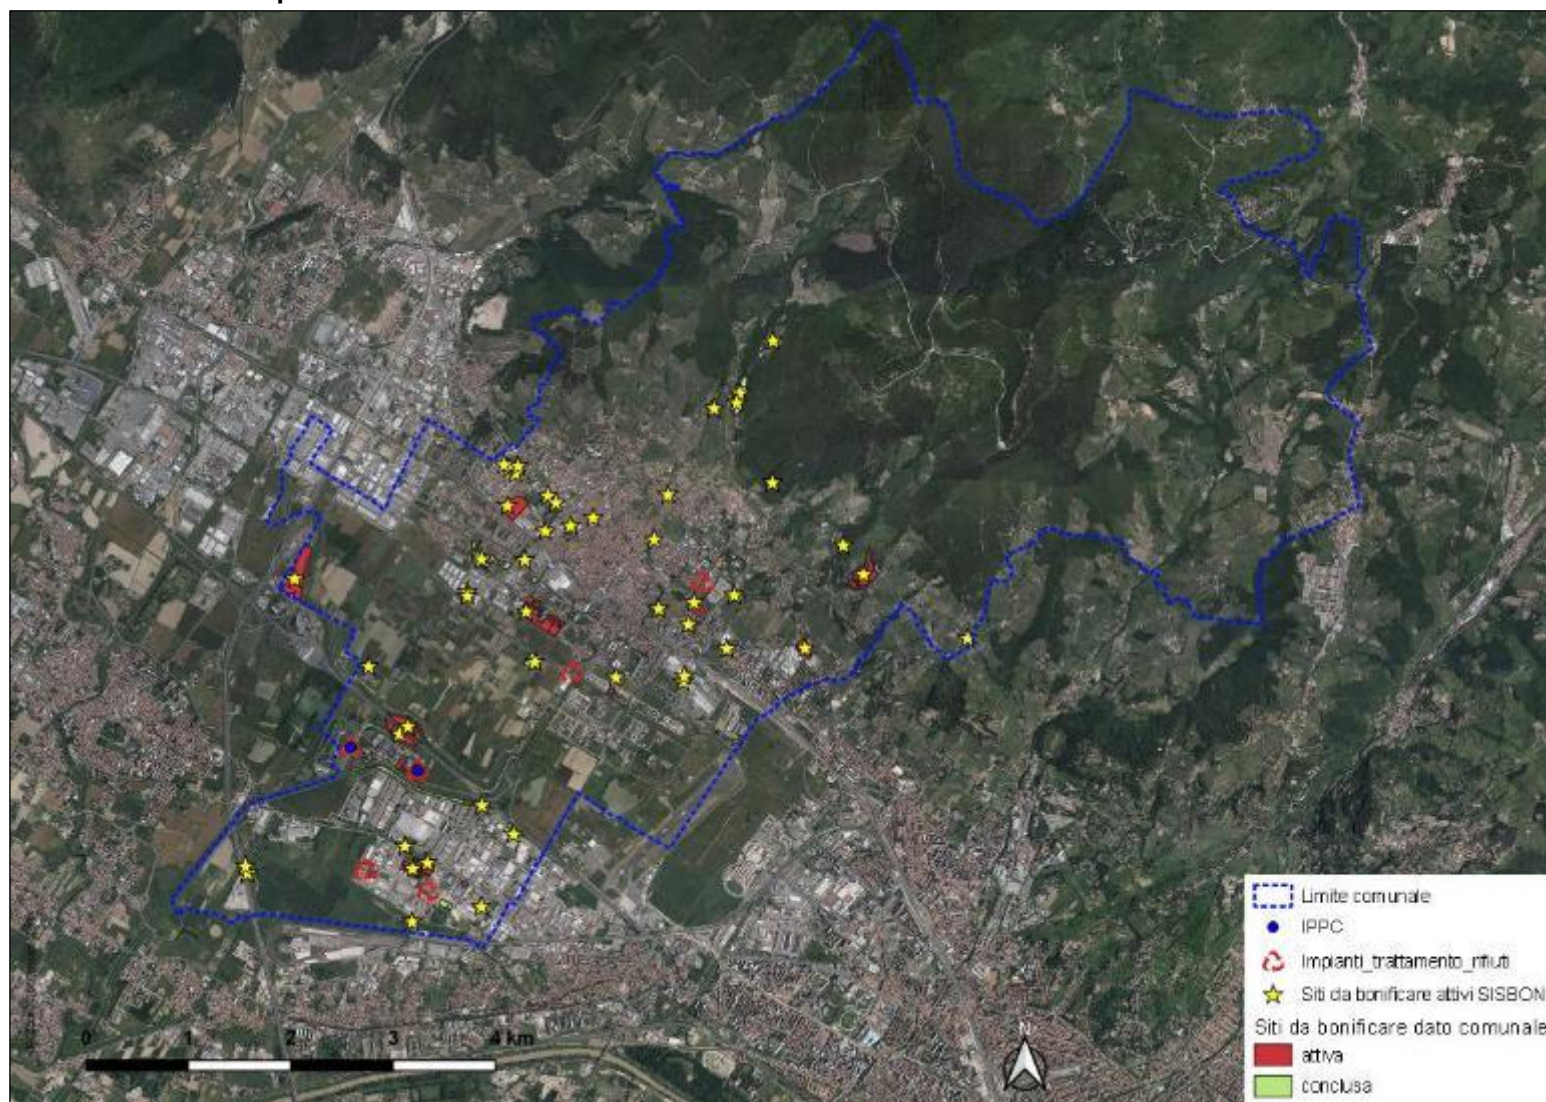 Limite comunale
IPPC
Impianti_trattamento_rifiuti
Siti da bonificare attivi SISBON
Siti da bonificare dato comunale
attiva
conclusa
0 1 2 3 4 km
N